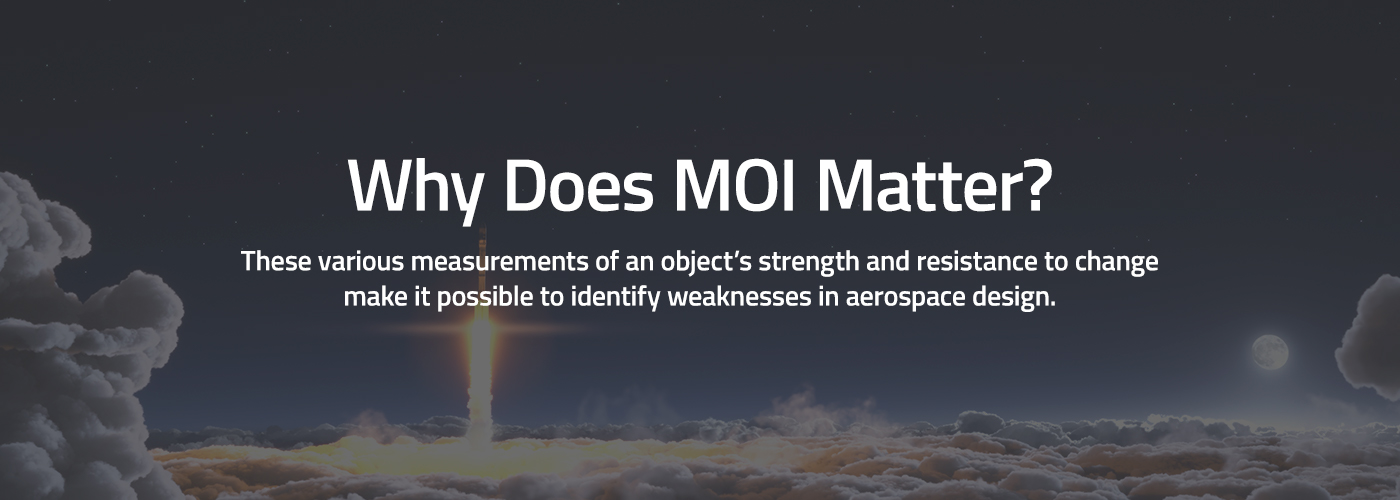 Why Does MOI Matter?
These various measurements of an object’s strength and resistance to change
make it possible to identify weaknesses in aerospace design.